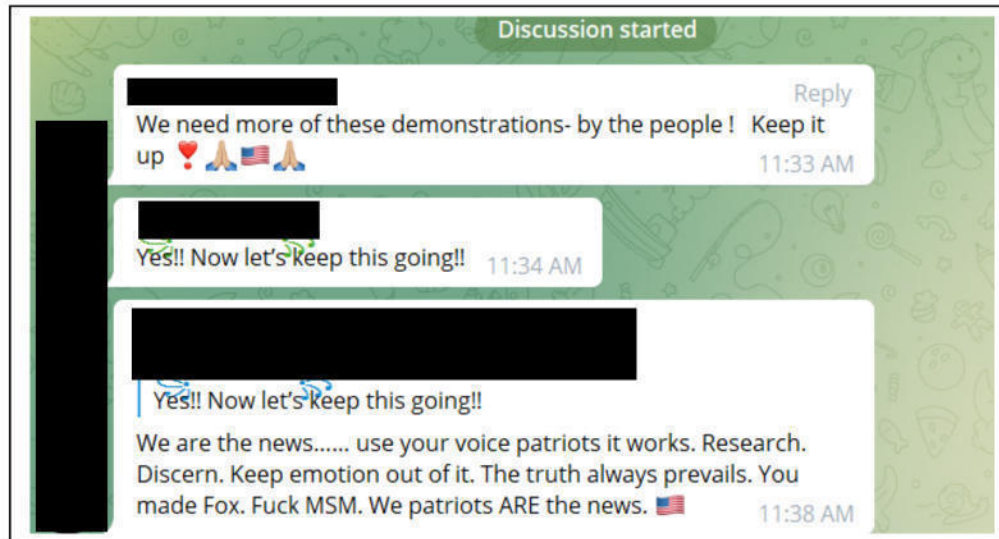 Discussion started
Reply
We need more of these demonstrations- by the people !  Keep it
up ❣️🙏🏼🇺🇸🙏🏼
11:33 AM
Yes!! Now let's keep this going!!
11:34 AM
Yes!! Now let's keep this going!!
We are the news...... use your voice patriots it works. Research.
Discern. Keep emotion out of it. The truth always prevails. You
made Fox. Fuck MSM. We patriots ARE the news. 🇺🇸
11:38 AM